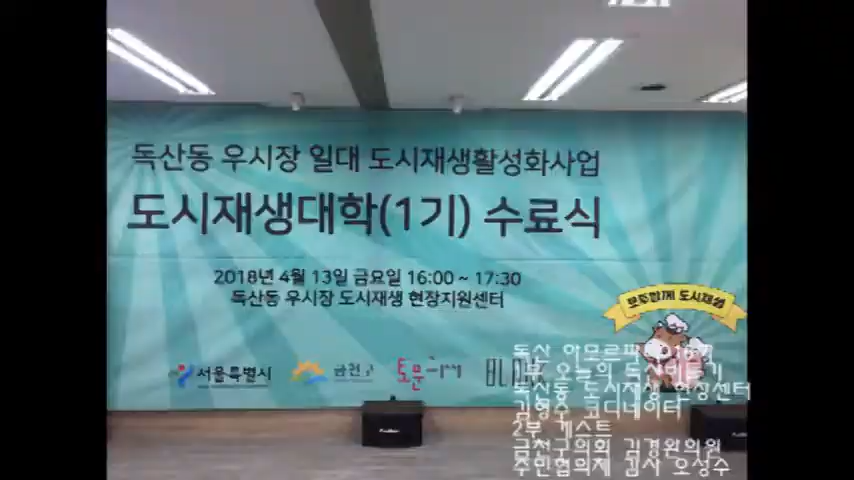 독산동 우시장 일대 도시재생활성화사업
도시재생대학(1기) 수료식
2018년 4월 13일 금요일 16:00 ~ 17:30
독산동 우시장 도시재생 현장지원센터
모두함께 도시재생
서울특별시
금천구
독산
오늘의
독산동 도시재생 현장센터
김영수 코디네이터
2부 게스트
금천구의회 김경완의원
주민협의체 감사 오성수